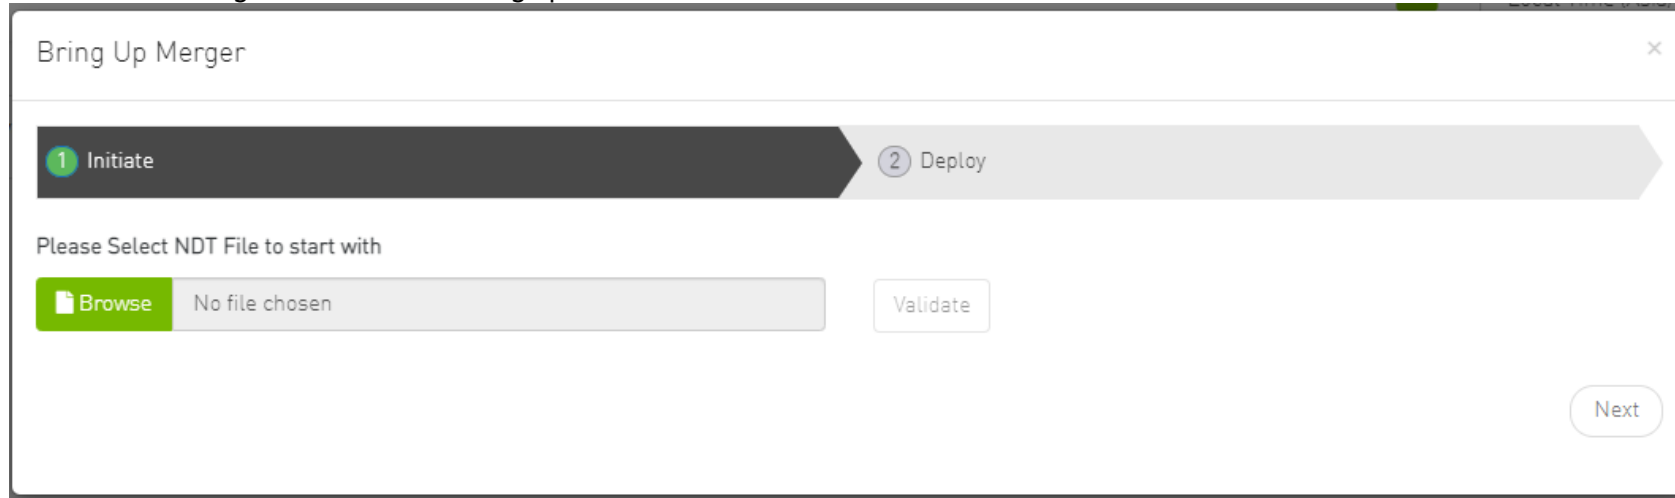 Bring Up Merger
×
1 Initiate
2 Deploy
Please Select NDT File to start with
Browse No file chosen
Validate
Next